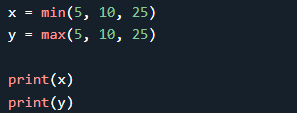 x = min(5, 10, 25)
y = max(5, 10, 25)
print(x)
print(y)